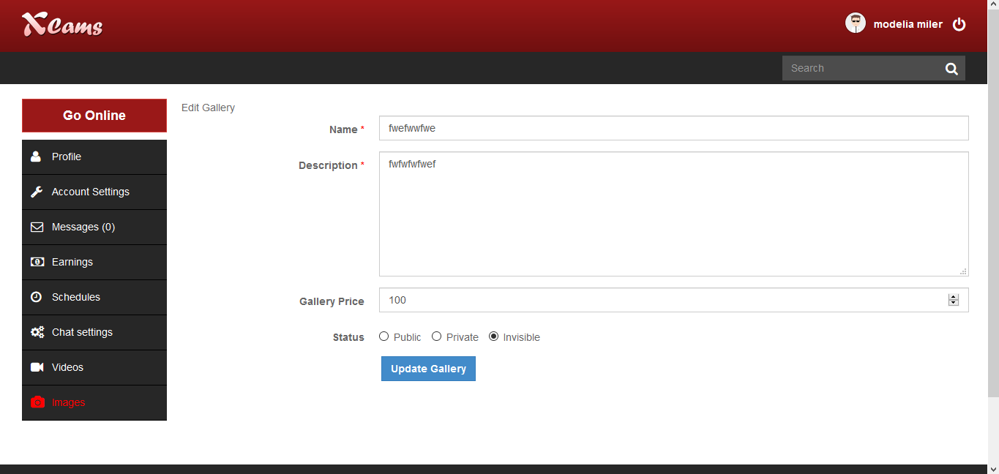 XCams
modelia miler
Search
Go Online
Edit Gallery
Name *
fwefwwfwe
Profile
Description *
fwfwfwfwef
Account Settings
Messages (0)
Earnings
Schedules
Gallery Price
100
Chat settings
Status
Public
Private
Invisible
Videos
Update Gallery
Images